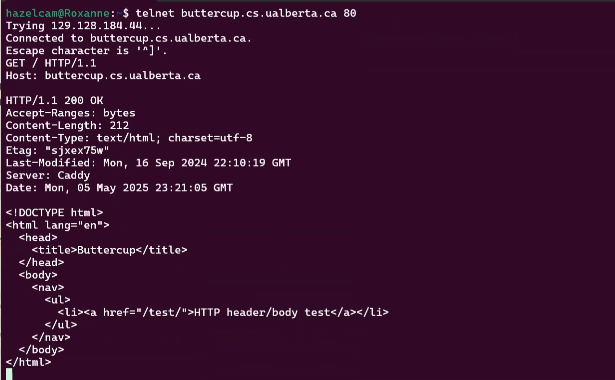 hazelcam@Roxanne:~$ telnet buttercup.cs.ualberta.ca 80
Trying 129.128.184.44...
Connected to buttercup.cs.ualberta.ca.
Escape character is '^]'.
GET / HTTP/1.1
Host: buttercup.cs.ualberta.ca

HTTP/1.1 200 OK
Accept-Ranges: bytes
Content-Length: 212
Content-Type: text/html; charset=utf-8
Etag: "sjxex75w"
Last-Modified: Mon, 16 Sep 2024 22:10:19 GMT
Server: Caddy
Date: Mon, 05 May 2025 23:21:05 GMT

<!DOCTYPE html>
<html lang="en">
  <head>
    <title>Buttercup</title>
  </head>
  <body>
    <nav>
      <ul>
        <li><a href="/test/">HTTP header/body test</a></li>
      </ul>
    </nav>
  </body>
</html>